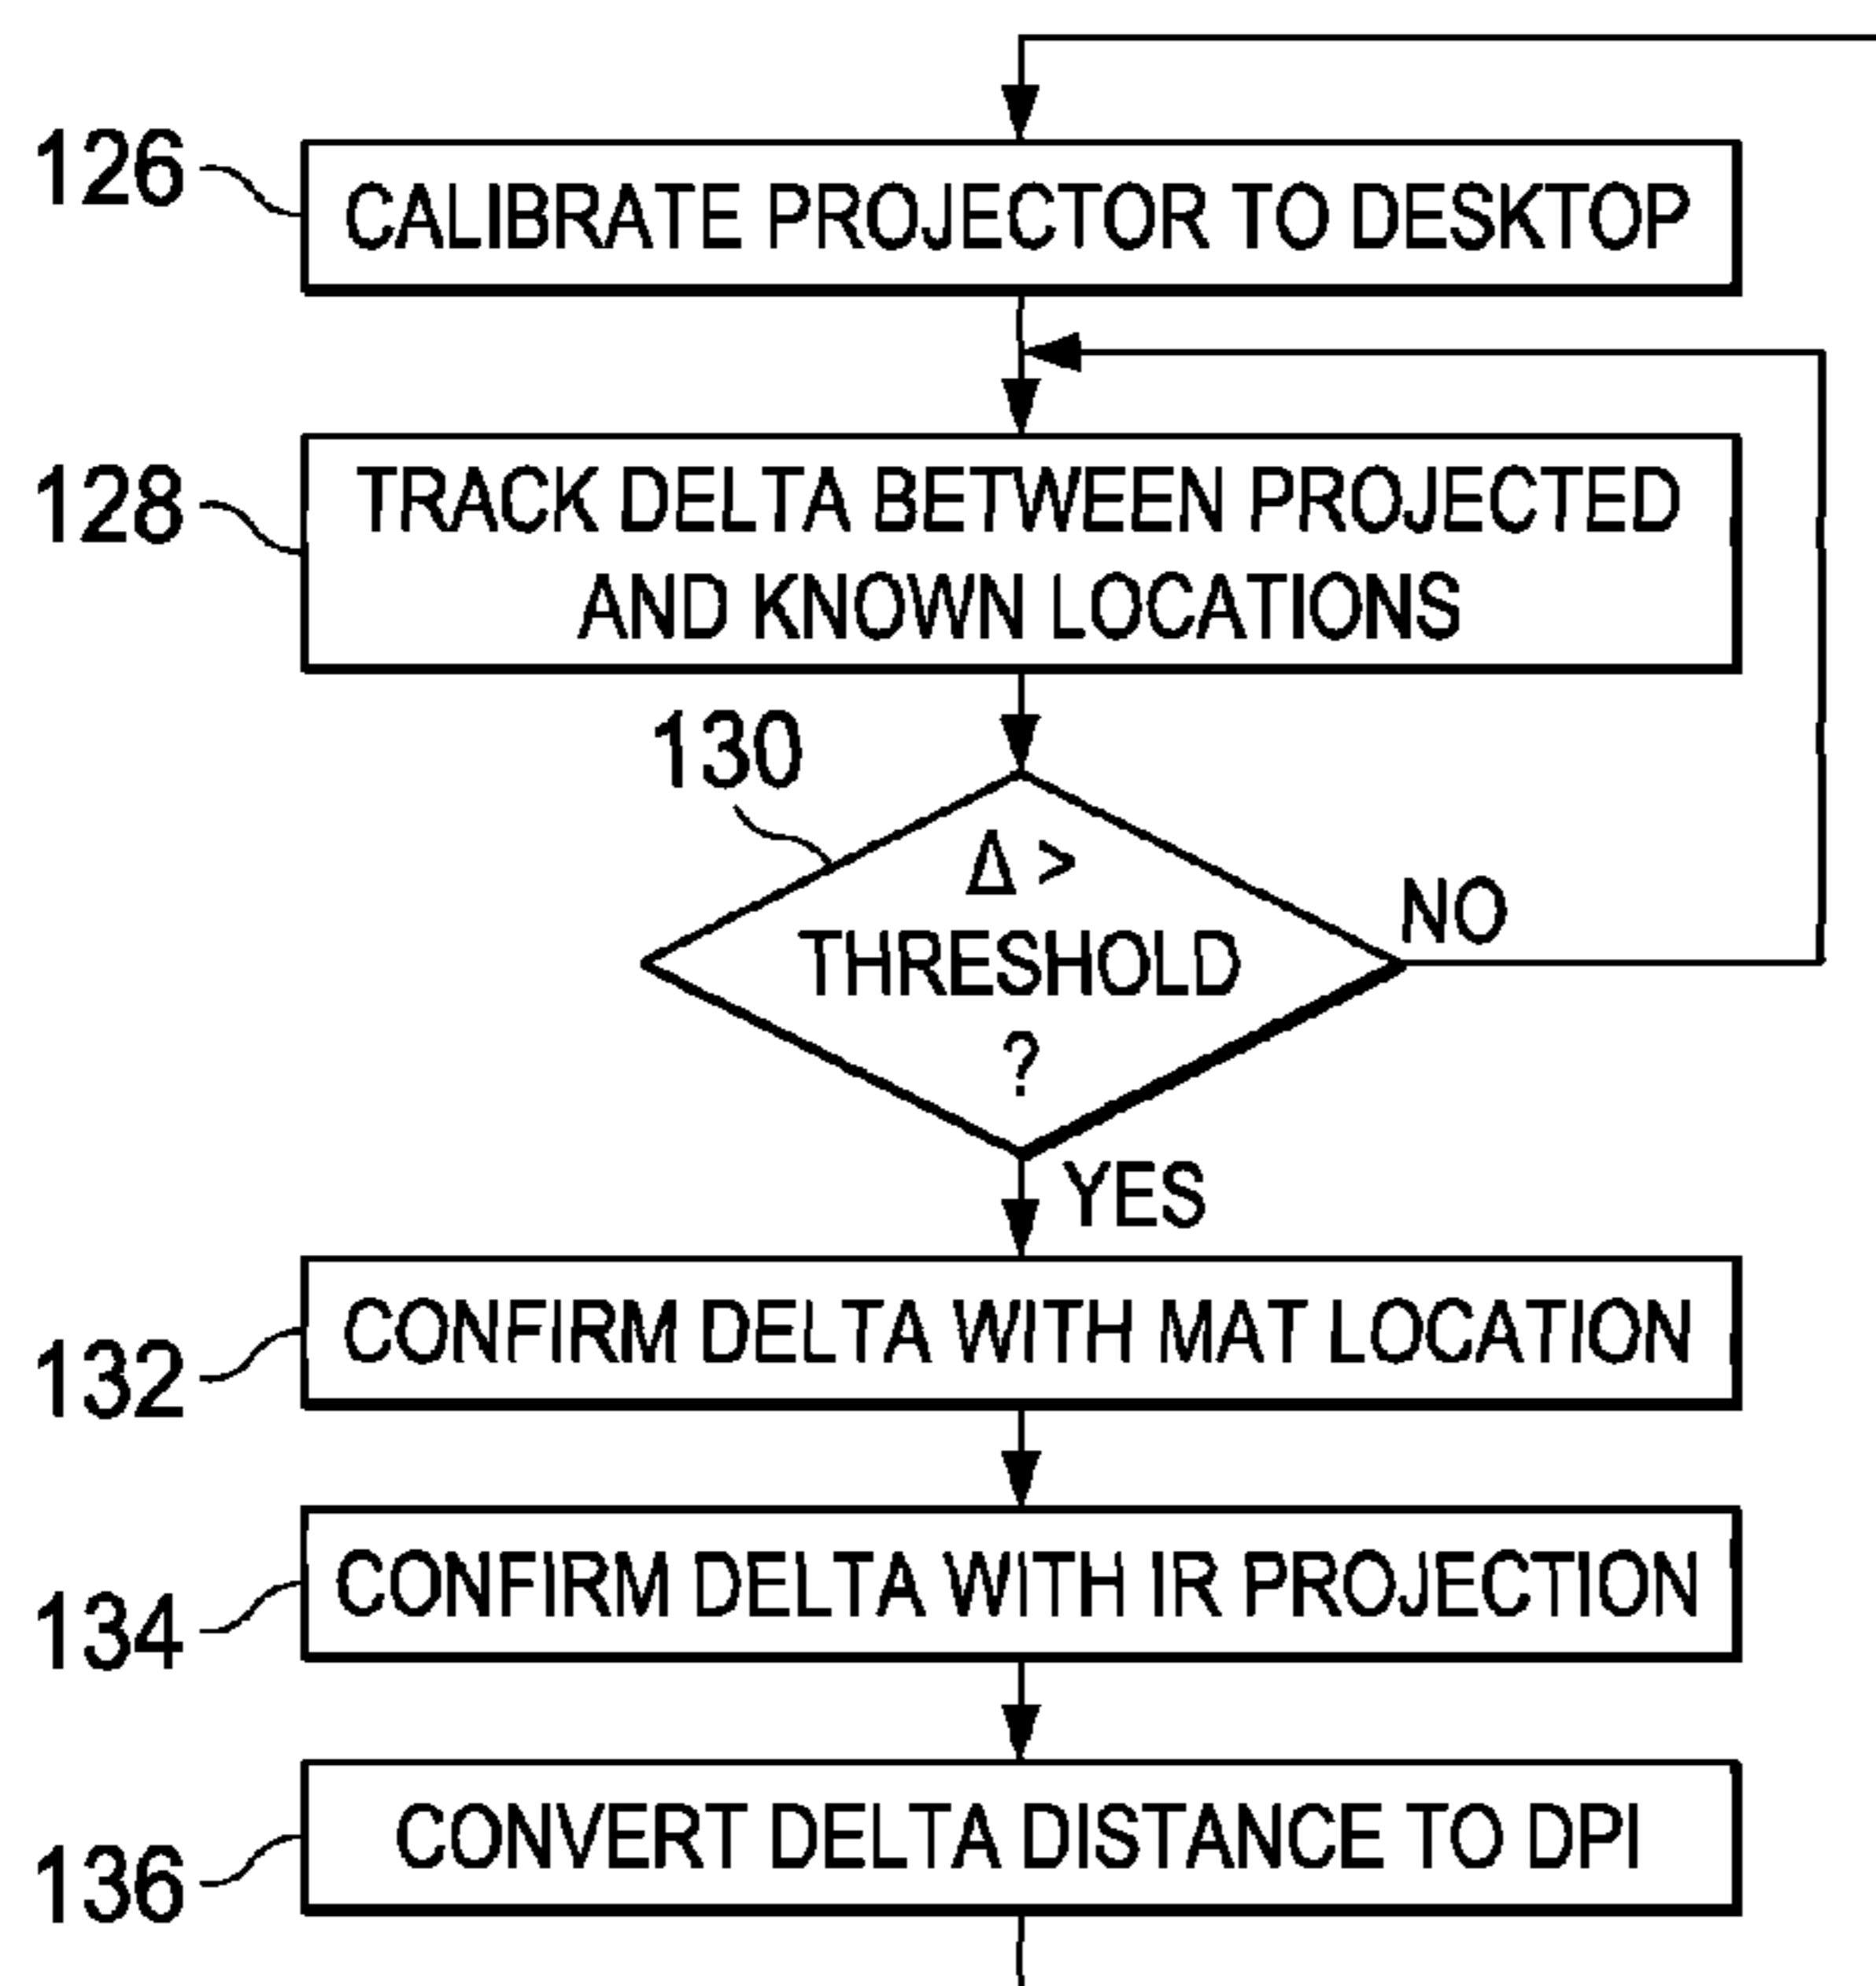 126
CALIBRATE PROJECTOR TO DESKTOP
128
TRACK DELTA BETWEEN PROJECTED
AND KNOWN LOCATIONS
130
Δ >
THRESHOLD
?
NO
YES
132
CONFIRM DELTA WITH MAT LOCATION
134
CONFIRM DELTA WITH IR PROJECTION
136
CONVERT DELTA DISTANCE TO DPI